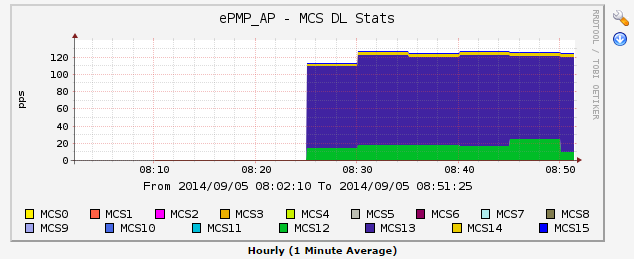 ePMP_AP - MCS DL Stats
RRDTOOL / TOBI OETIKER
pps
120
100
80
60
40
20
0
08:10 08:20 08:30 08:40 08:50
From 2014/09/05 08:02:10 To 2014/09/05 08:51:25
MCS0 MCS1 MCS2 MCS3 MCS4 MCS5 MCS6 MCS7 MCS8
MCS9 MCS10 MCS11 MCS12 MCS13 MCS14 MCS15
Hourly (1 Minute Average)